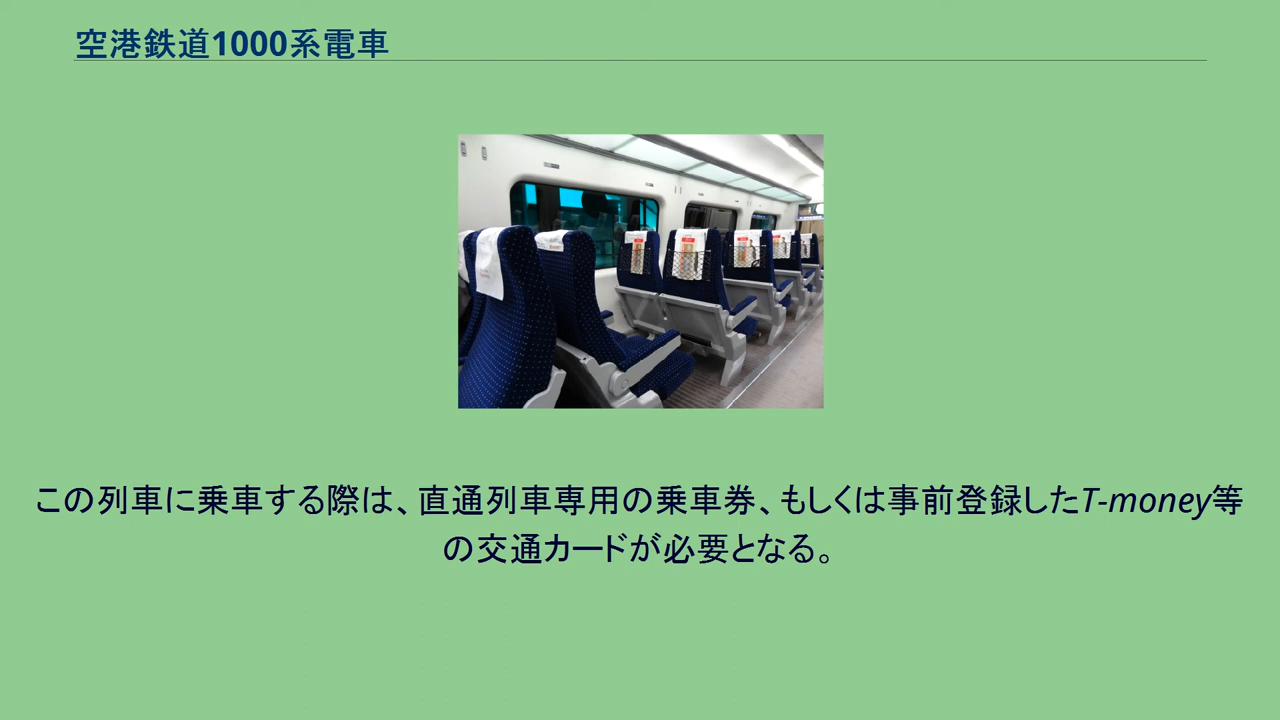 空港鉄道1000系電車
この列車に乗車する際は、直通列車専用の乗車券、もしくは事前登録したT-money等
の交通カードが必要となる。